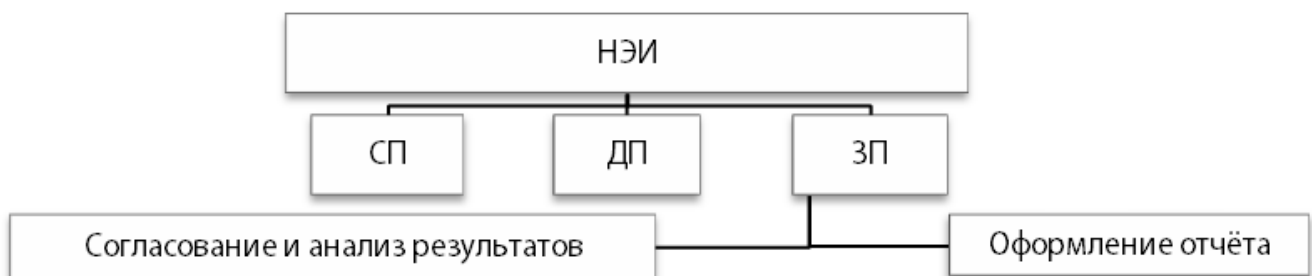 НЭИ
СП
ДП
ЗП
Согласование и анализ результатов
Оформление отчёта